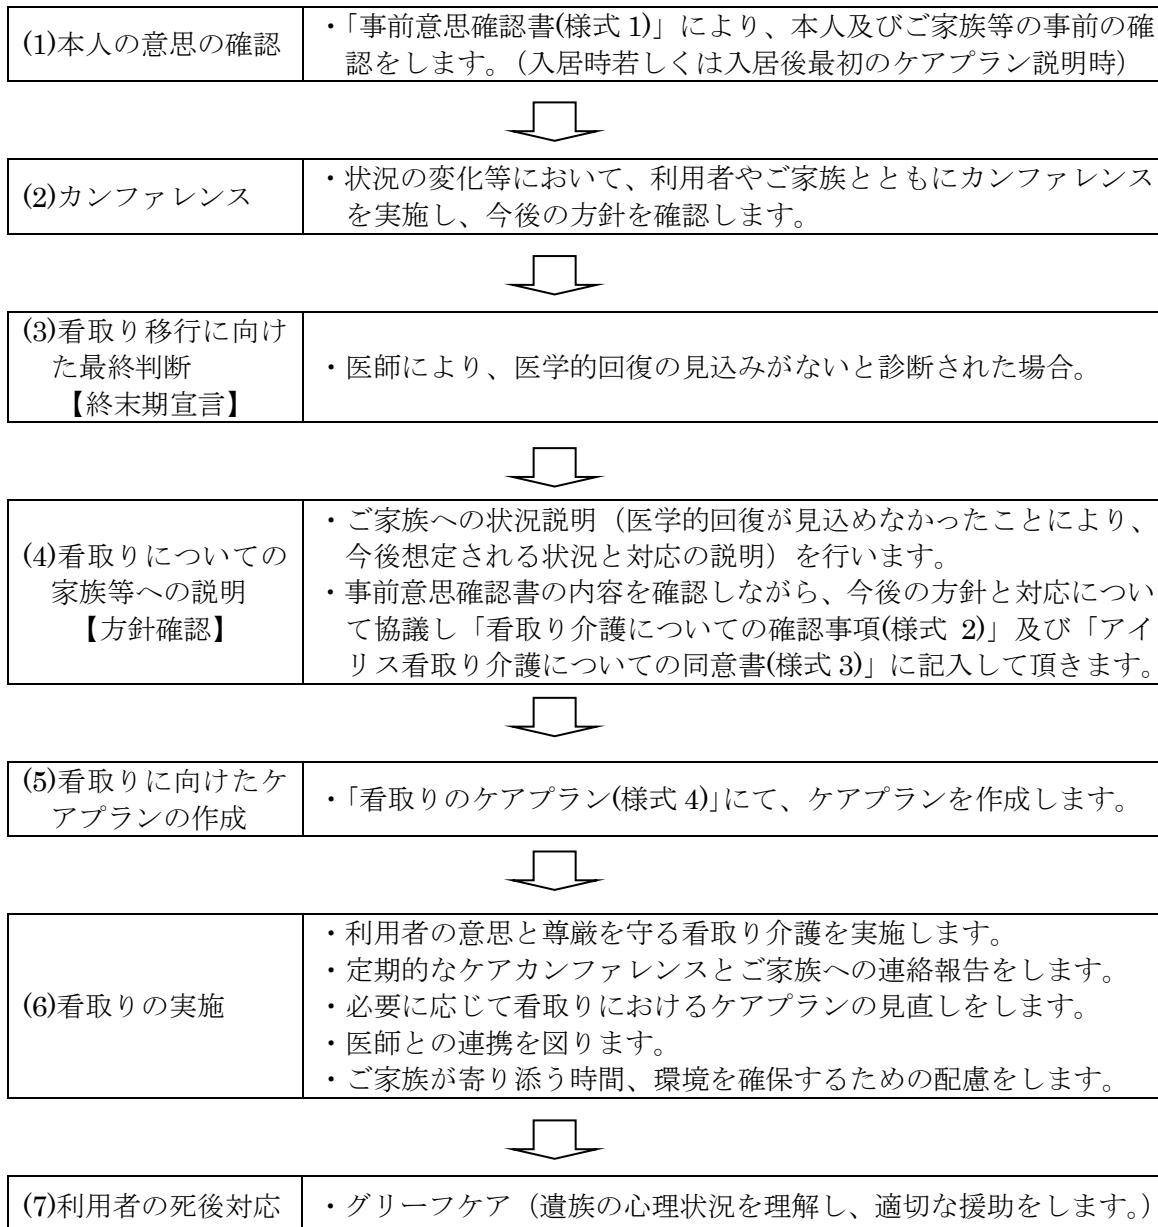 (1)本人の意思の確認
・「事前意思確認書(様式 1)」により、本人及びご家族等の事前の確
認をします。(入居時若しくは入居後最初のケアプラン説明時)
(2)カンファレンス
・状況の変化等において、利用者やご家族とともにカンファレンス
を実施し、今後の方針を確認します。
(3)看取り移行に向け
た最終判断
【終末期宣言】
・医師により、医学的回復の見込みがないと診断された場合。
(4)看取りについての
家族等への説明
【方針確認】
・ご家族への状況説明(医学的回復が見込めなかったことにより、
今後想定される状況と対応の説明)を行います。
・事前意思確認書の内容を確認しながら、今後の方針と対応につい
て協議し「看取り介護についての確認事項(様式 2)」及び「アイ
リス看取り介護についての同意書(様式 3)」に記入して頂きます。
(5)看取りに向けたケ
アプランの作成
・「看取りのケアプラン(様式 4)」にて、ケアプランを作成します。
(6)看取りの実施
・利用者の意思と尊厳を守る看取り介護を実施します。
・定期的なケアカンファレンスとご家族への連絡報告をします。
・必要に応じて看取りにおけるケアプランの見直しをします。
・医師との連携を図ります。
・ご家族が寄り添う時間、環境を確保するための配慮をします。
(7)利用者の死後対応
・グリーフケア(遺族の心理状況を理解し、適切な援助をします。)